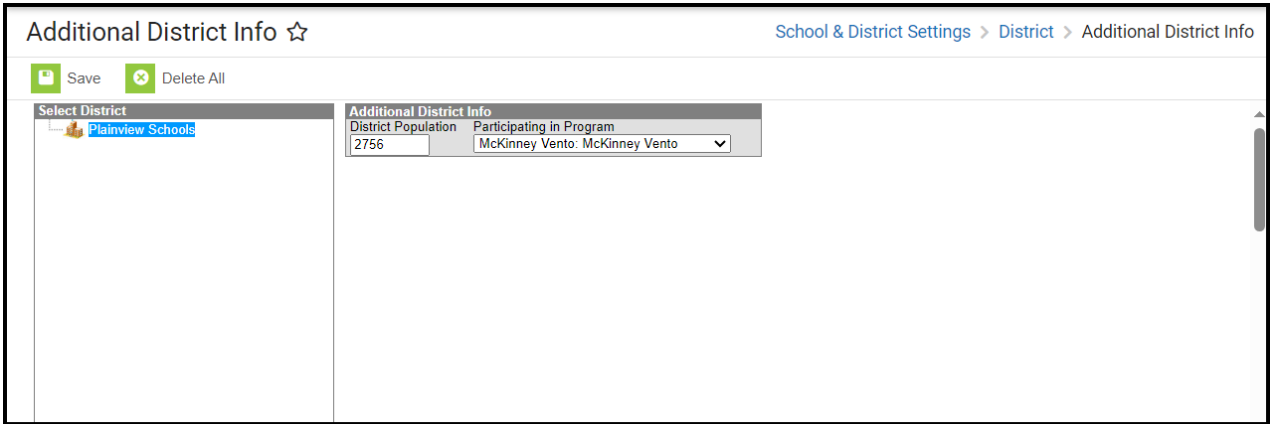 Additional District Info
School & District Settings > District > Additional District Info
Save Delete All
Select District
Plainview Schools
Additional District Info
District Population Participating in Program
2756 McKinney Vento: McKinney Vento